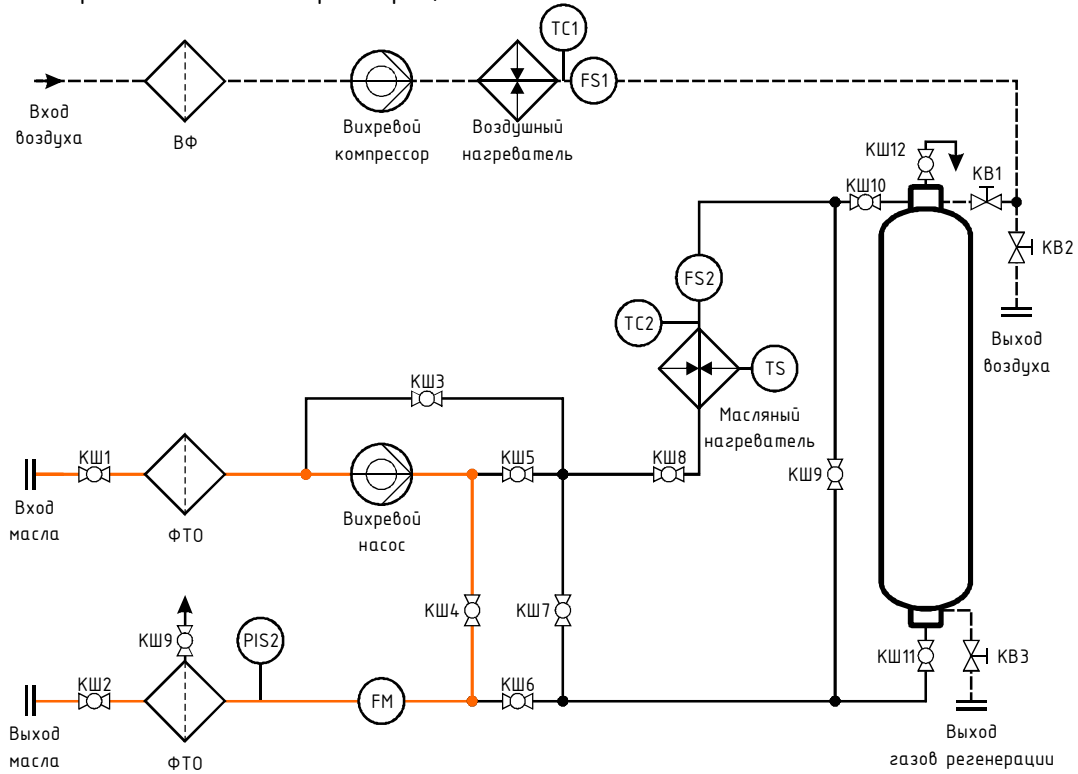 TC1
FS1
Вход
воздуха
ВФ
Вихревой
компрессор
Воздушный
нагреватель
КШ12
КШ10
КВ1
КВ2
FS2
TC2
TS
Выход
воздуха
КШ3
Масляный
нагреватель
КШ1
КШ5
КШ8
КШ9
Вход
масла
ФТО
Вихревой
насос
КШ9
PIS2
КШ4
КШ7
КШ11
КВ3
КШ2
FM
КШ6
Выход
масла
ФТО
Выход
газов регенерации